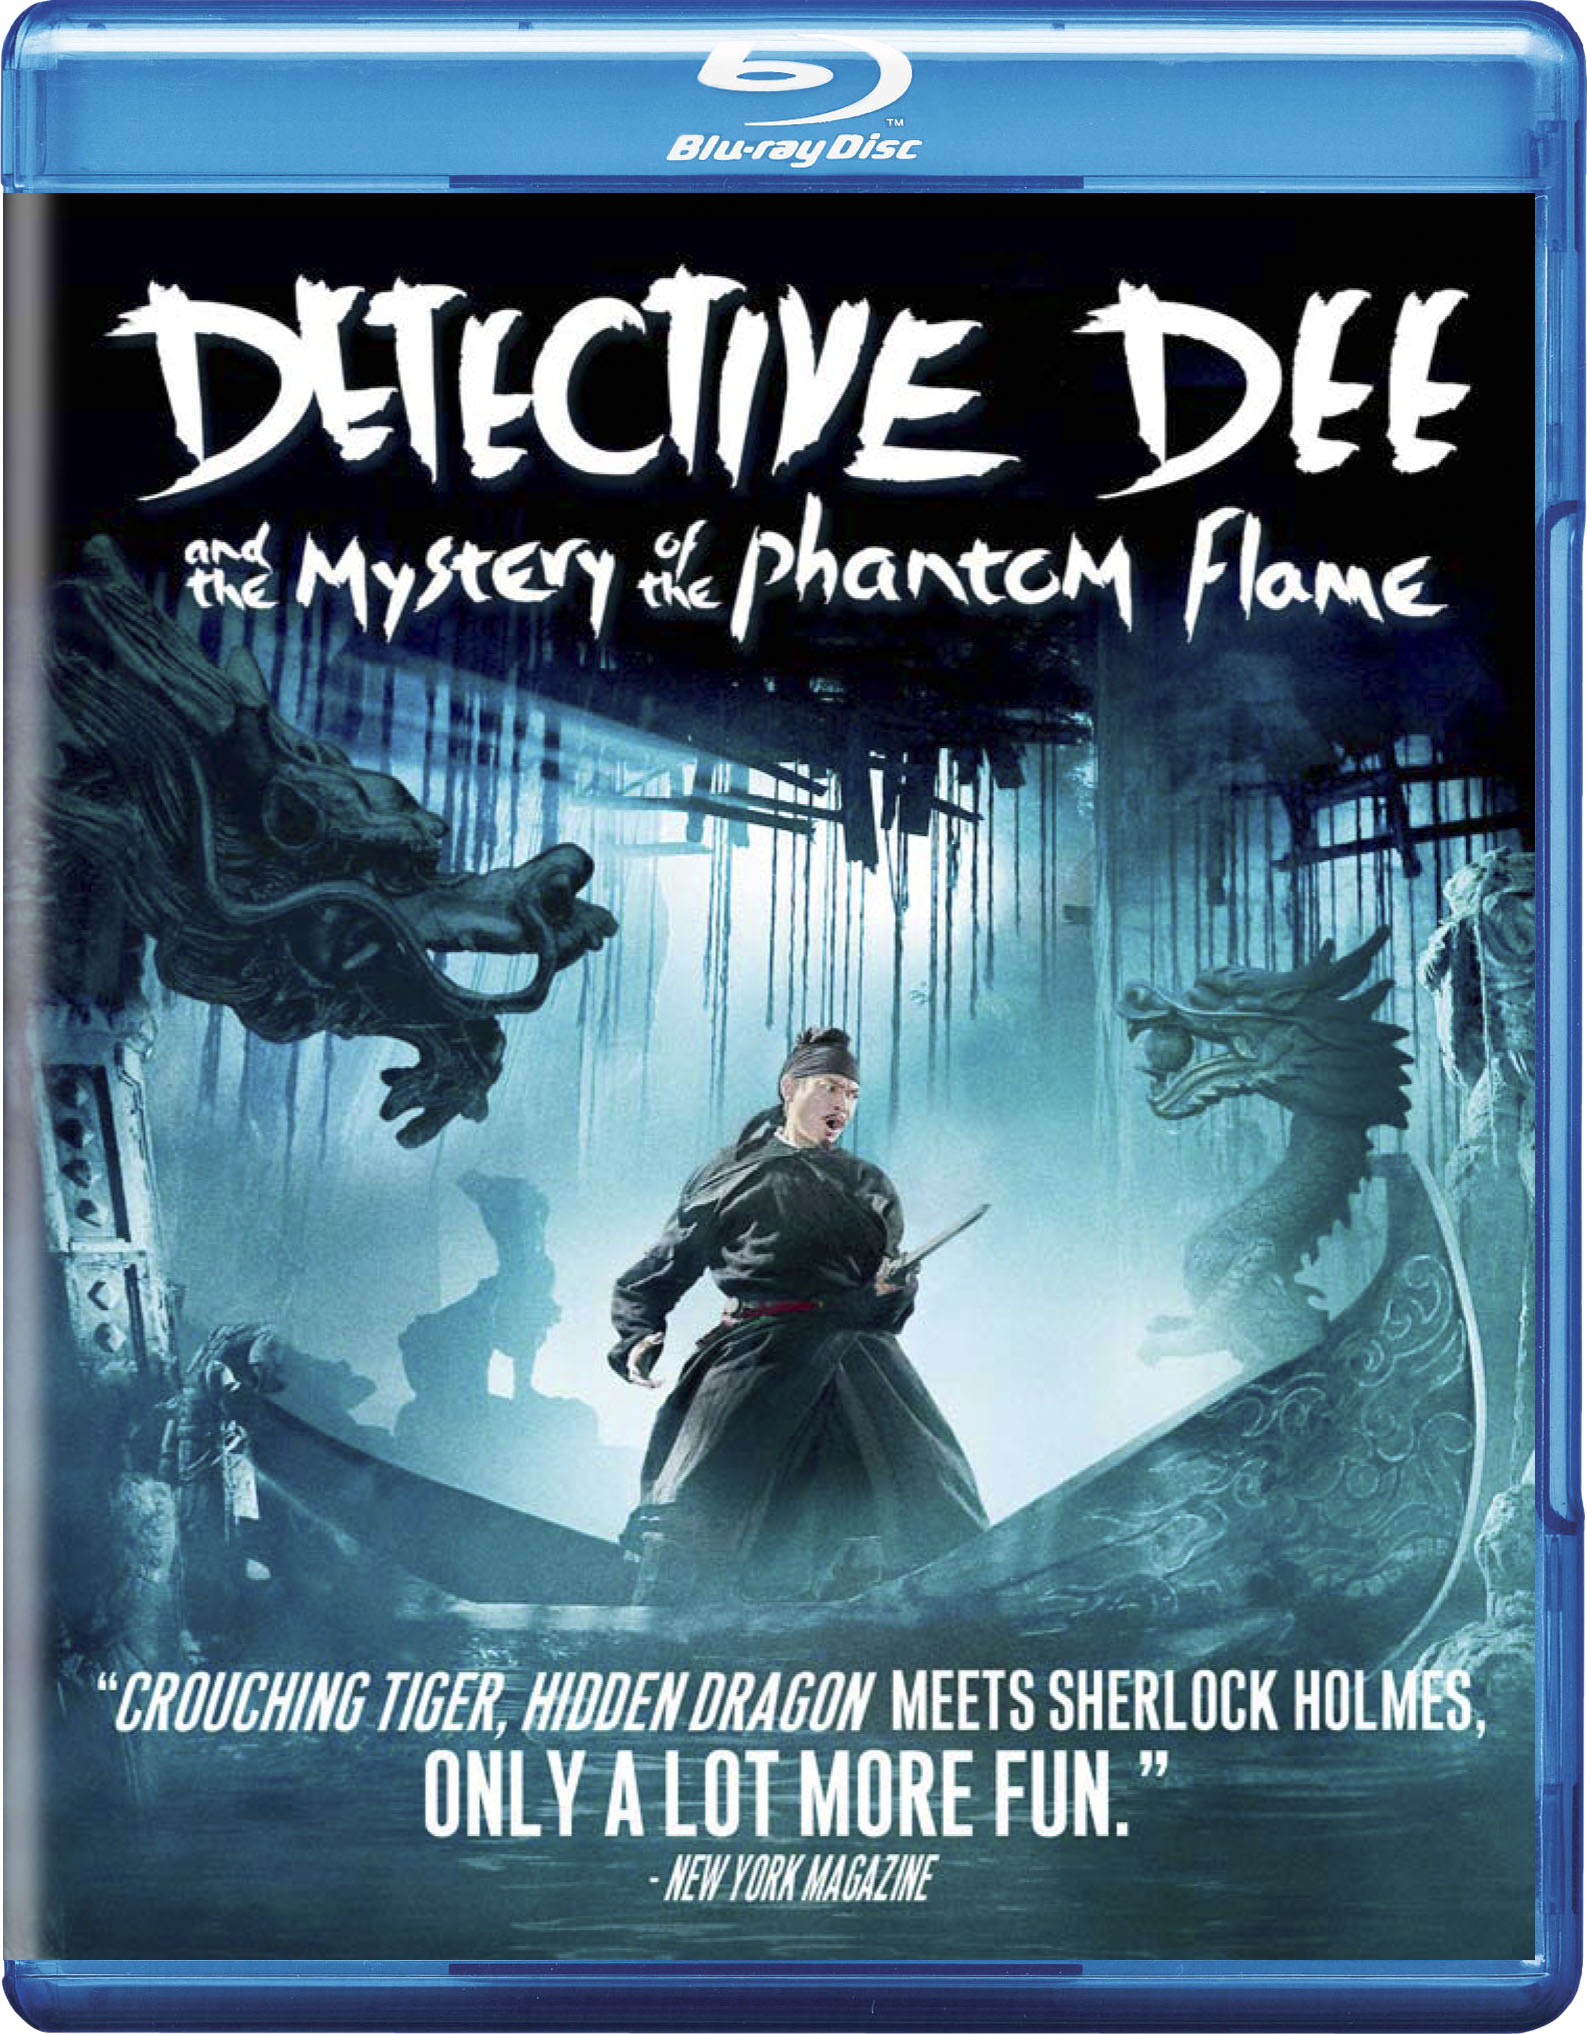 Blu-ray Disc™
DETECTIVE DEE
and the Mystery of the Phantom Flame
“CROUCHING TIGER, HIDDEN DRAGON MEETS SHERLOCK HOLMES,
ONLY A LOT MORE FUN.”
- NEW YORK MAGAZINE